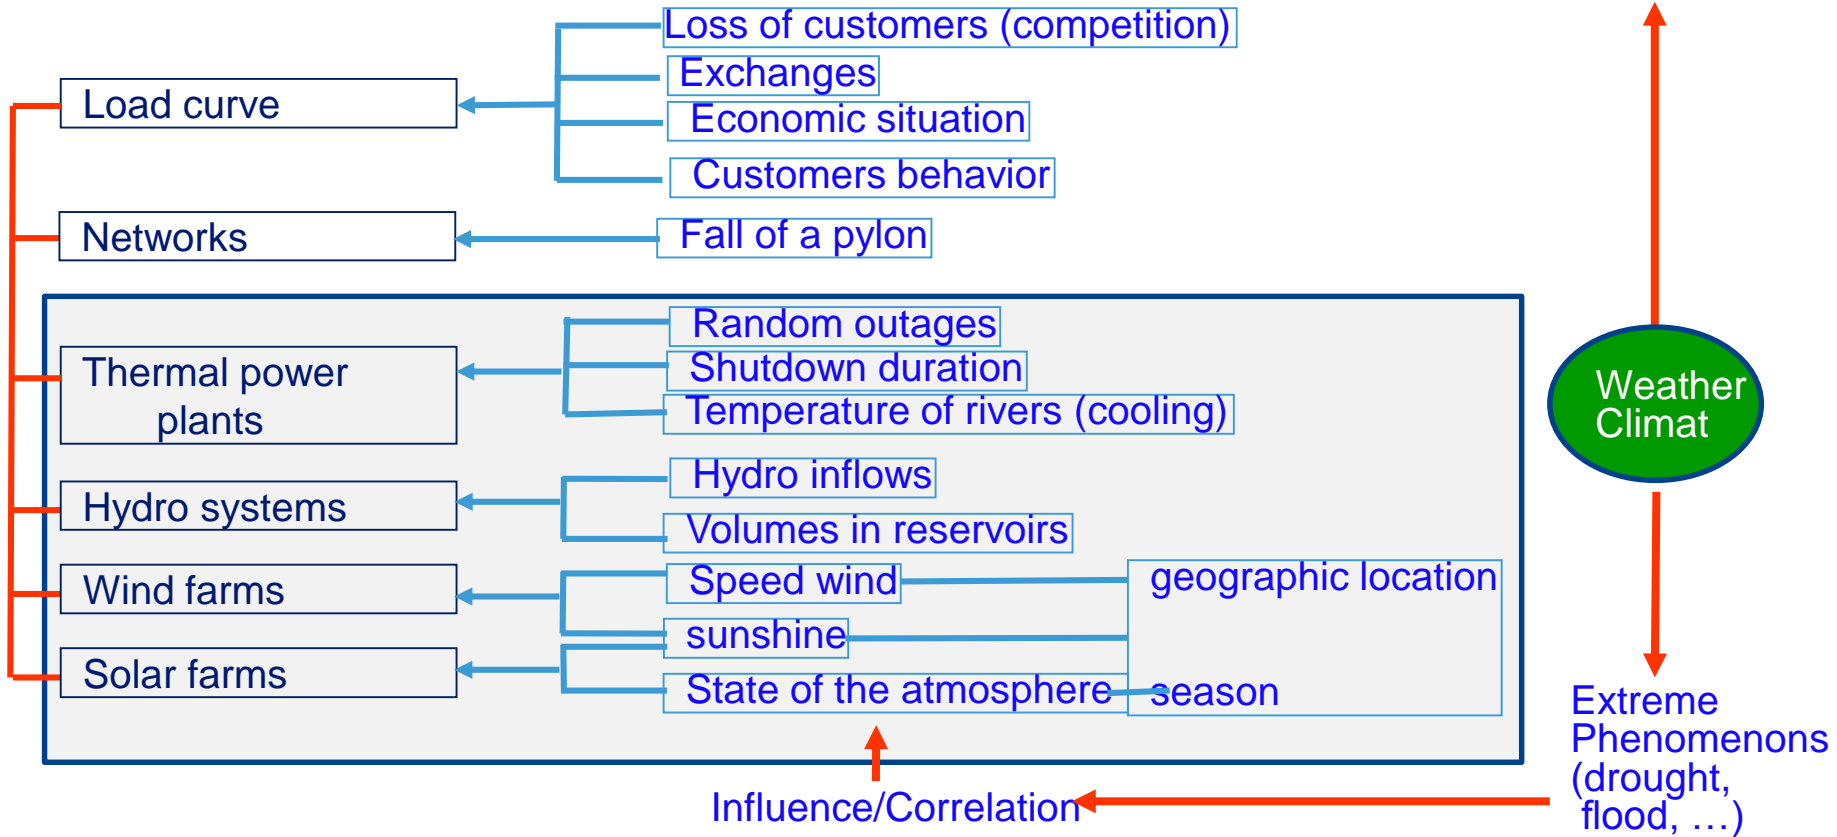 Loss of customers (competition)
Exchanges
Load curve
Economic situation
Customers behavior
Networks
Fall of a pylon
Random outages
Thermal power
plants
Shutdown duration
Temperature of rivers (cooling)
Weather
Climat
Hydro systems
Hydro inflows
Volumes in reservoirs
Wind farms
Speed wind
geographic location
sunshine
Solar farms
State of the atmosphere
season
Extreme
Phenomenons
(drought,
flood, …)
Influence/Correlation